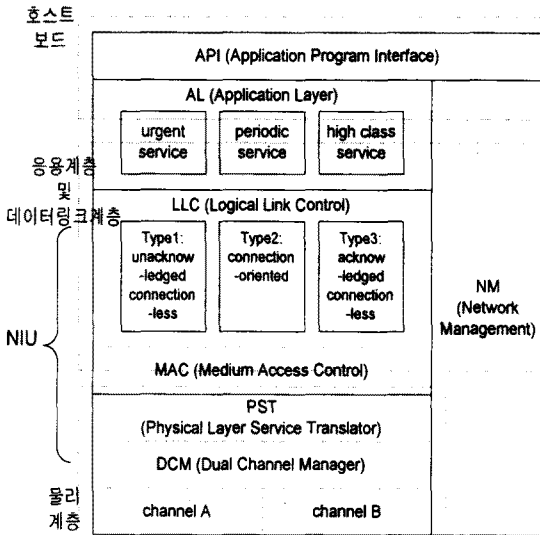 호스트
보드
API (Application Program Interface)
AL (Application Layer)
urgent
service
periodic
service
high class
service
응용계층
및
데이터링크계층
LLC (Logical Link Control)
Type1:
unacknow
-ledged
connection
-less
Type2:
connection
-oriented
Type3:
acknow
-ledged
connection
-less
NM
(Network
Management)
NIU
MAC (Medium Access Control)
PST
(Physical Layer Service Translator)
DCM (Dual Channel Manager)
물리
계층
channel A
channel B